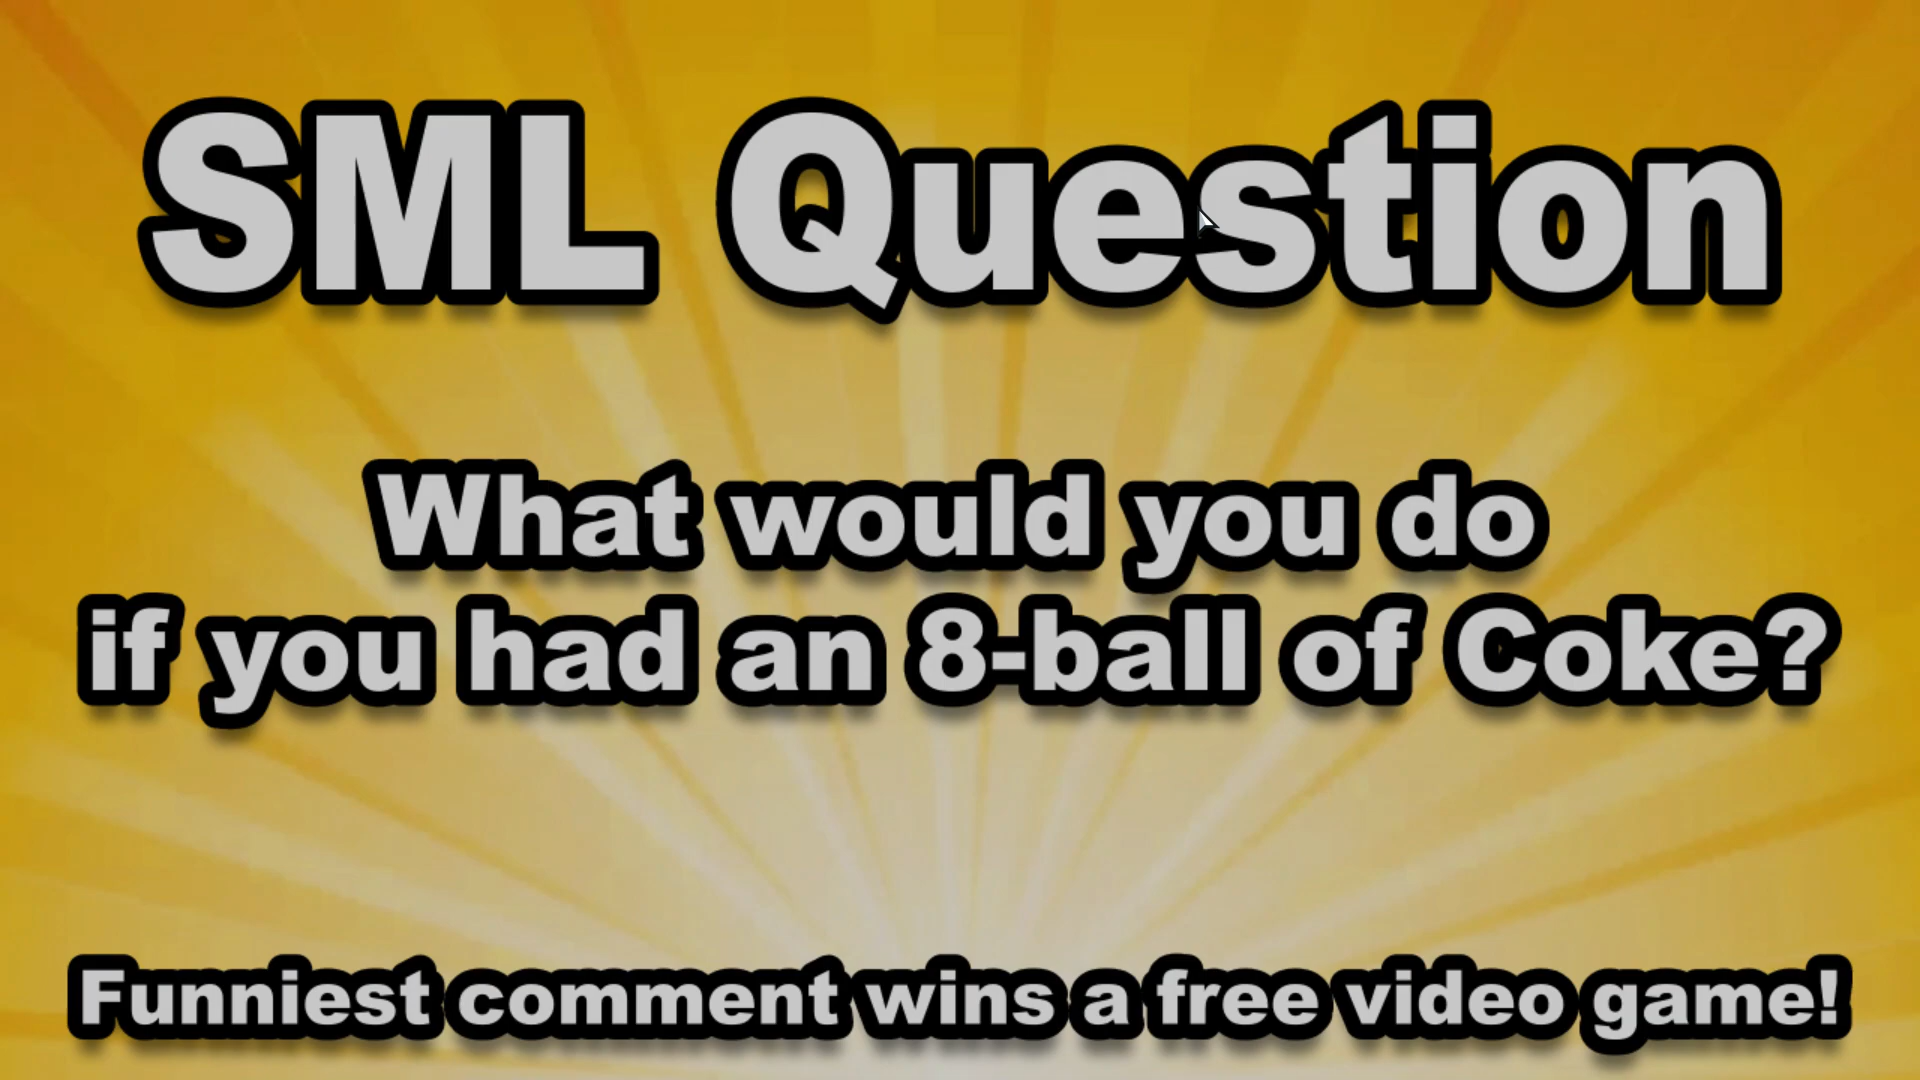 SML Question
What would you do
if you had an 8-ball of Coke?
Funniest comment wins a free video game!